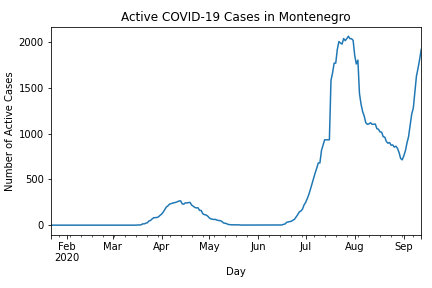 Active COVID-19 Cases in Montenegro
Number of Active Cases
2000
1500
1000
500
0
Feb Mar Apr May Jun Jul Aug Sep
2020
Day